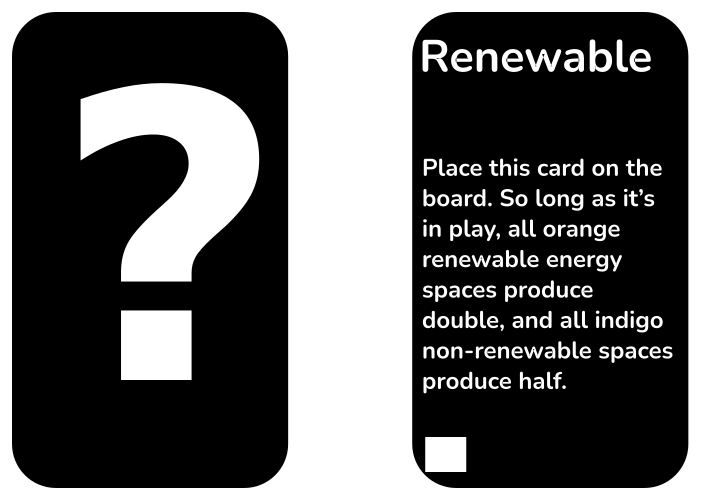 ?
Renewable
Place this card on the
board. So long as it’s
in play, all orange
renewable energy
spaces produce
double, and all indigo
non-renewable spaces
produce half.